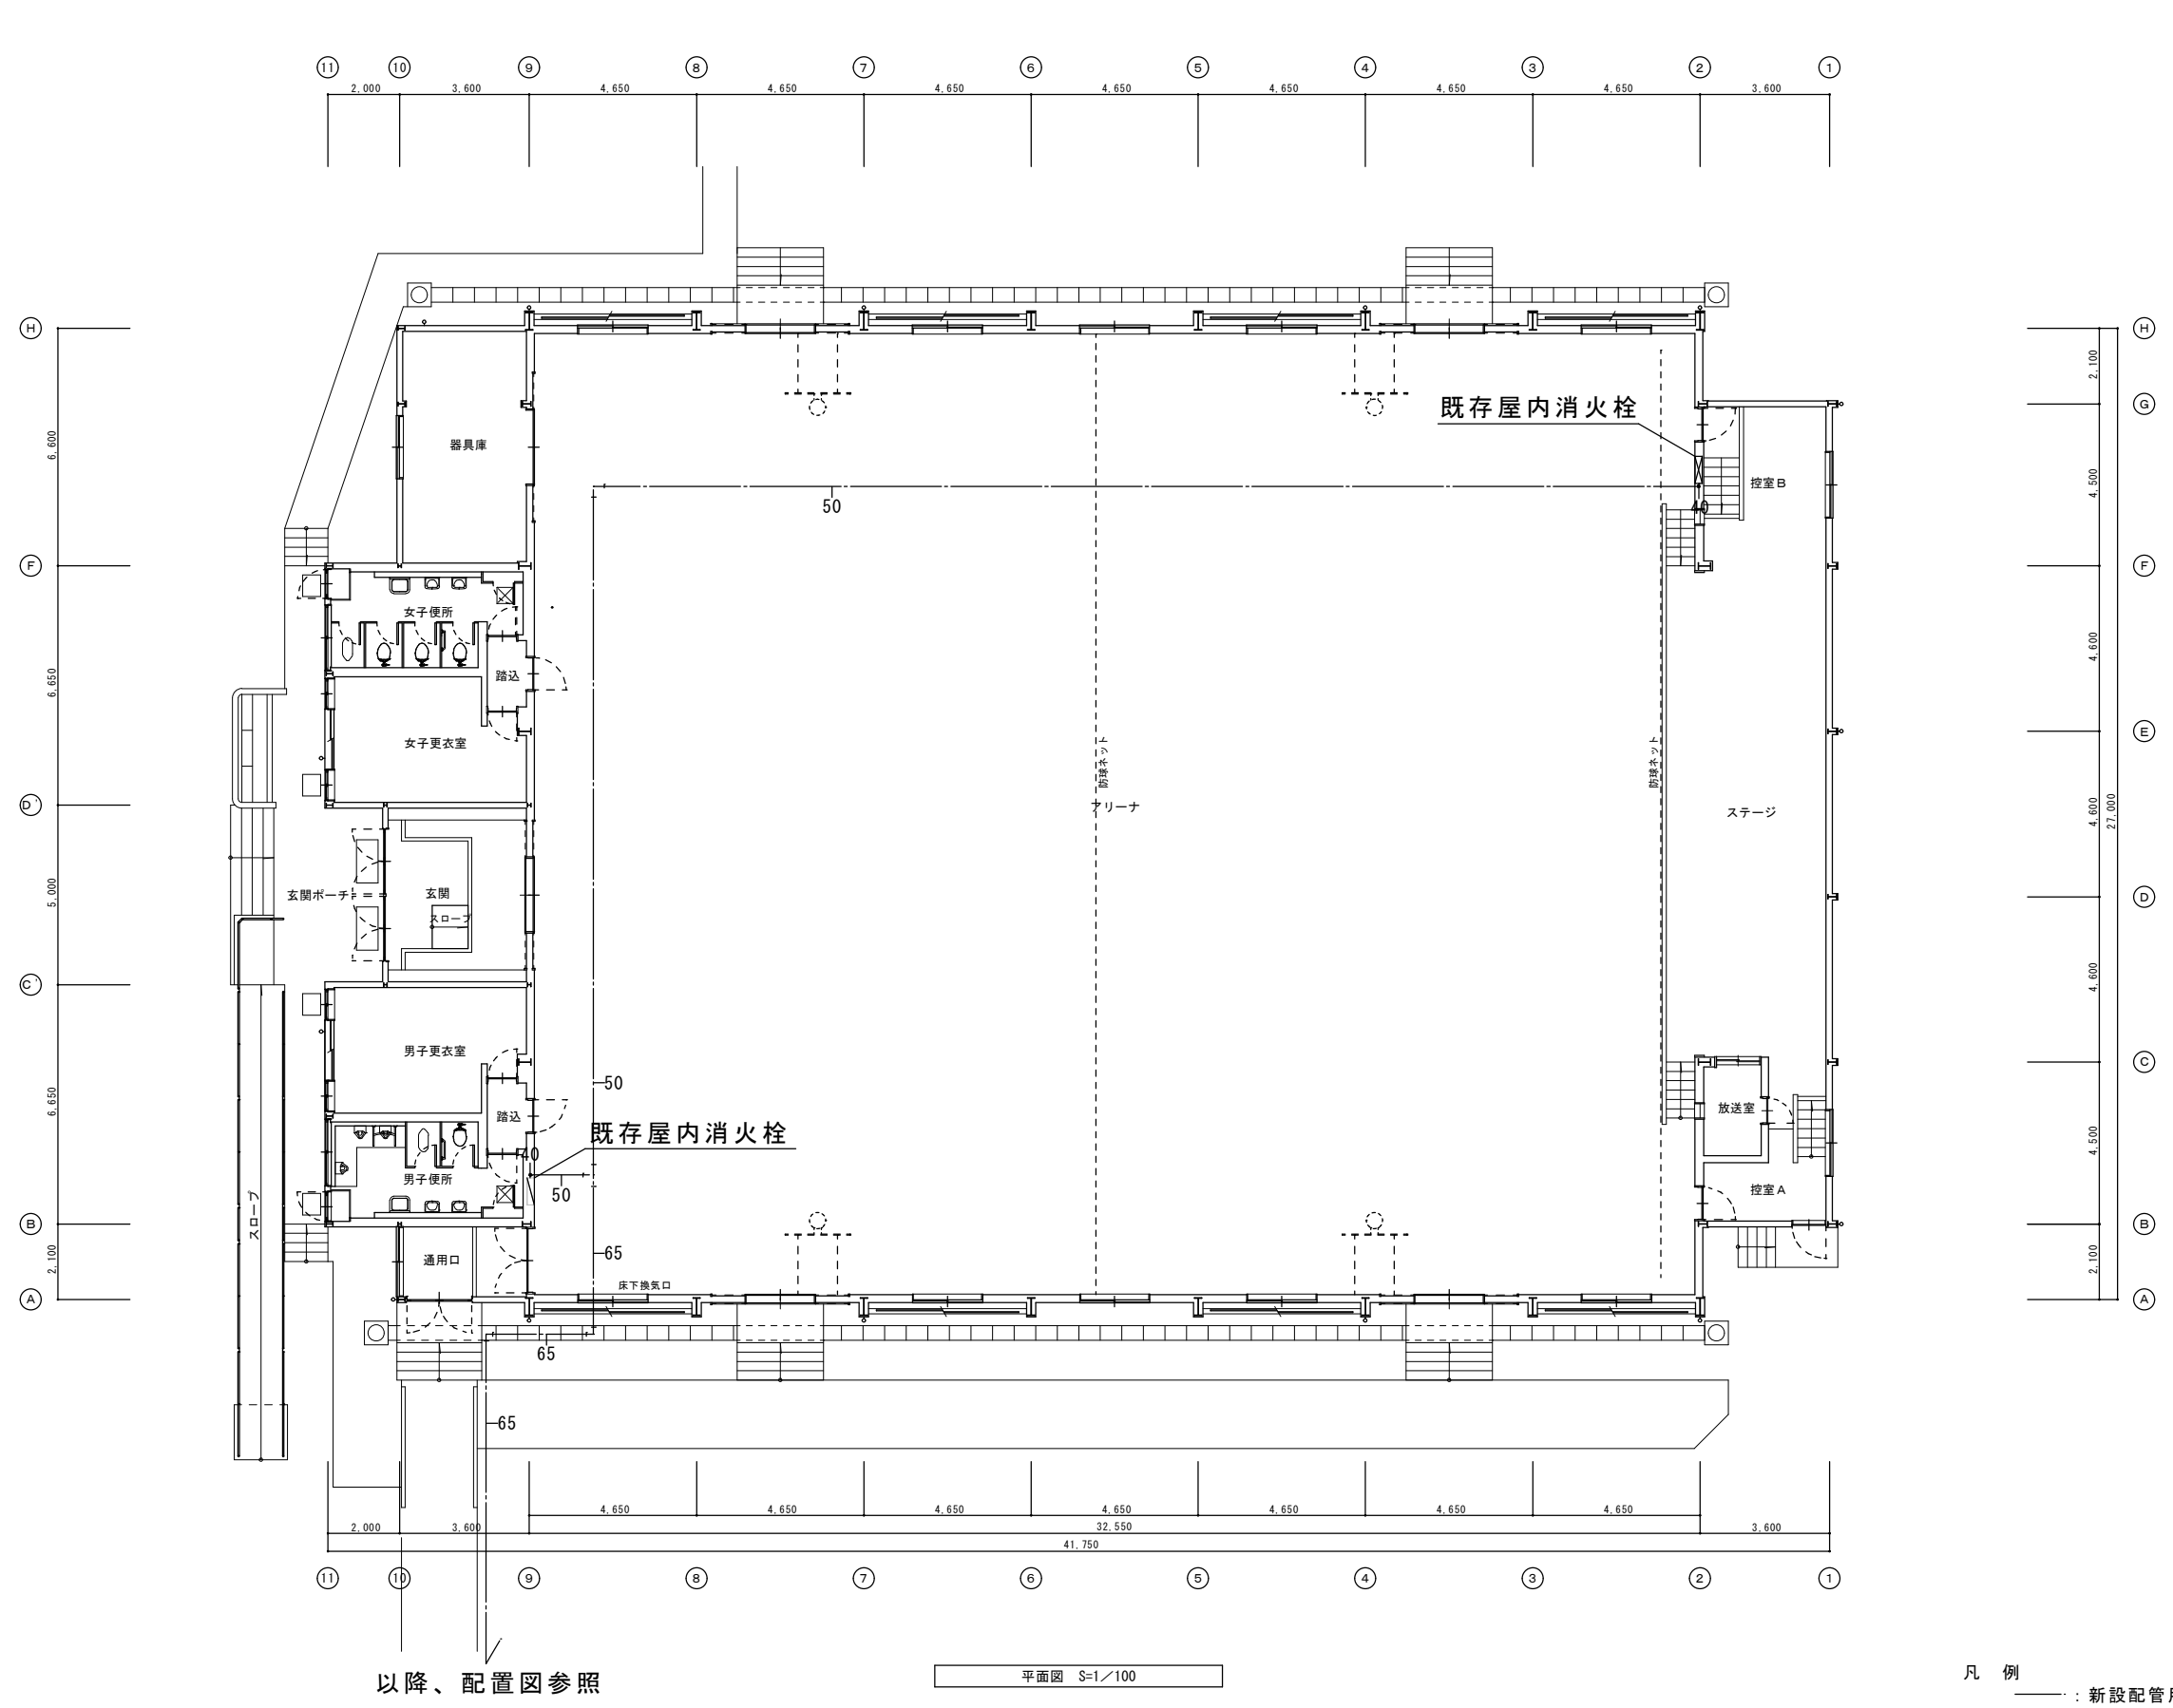 11 10 9 8 7 6 5 4 3 2 1
2,000 3,600 4,650 4,650 4,650 4,650 4,650 4,650 4,650 3,600
H H
2,100
G
既存屋内消火栓
6,600
器具庫
4,500
控室B
50
40
F F
女子便所
4,600
踏込
6,650
E
女子更衣室
防球ネット
防球ネット
D' アリーナ
ステージ
4,600
27,000
5,000
玄関ポーチ
玄関
D
スロープ
4,600
C'
男子更衣室
C
50
6,650
放送室
踏込
既存屋内消火栓
40
4,500
男子便所
控室A
50
スロープ
B B
65
通用口
2,100
2,100
床下換気口
A A
65
65
4,650 4,650 4,650 4,650 4,650 4,650 4,650
2,000 3,600 32,550 3,600
41,750
11 10 9 8 7 6 5 4 3 2 1
以降、配置図参照
平面図 S=1/100
凡 例
: 新設配管